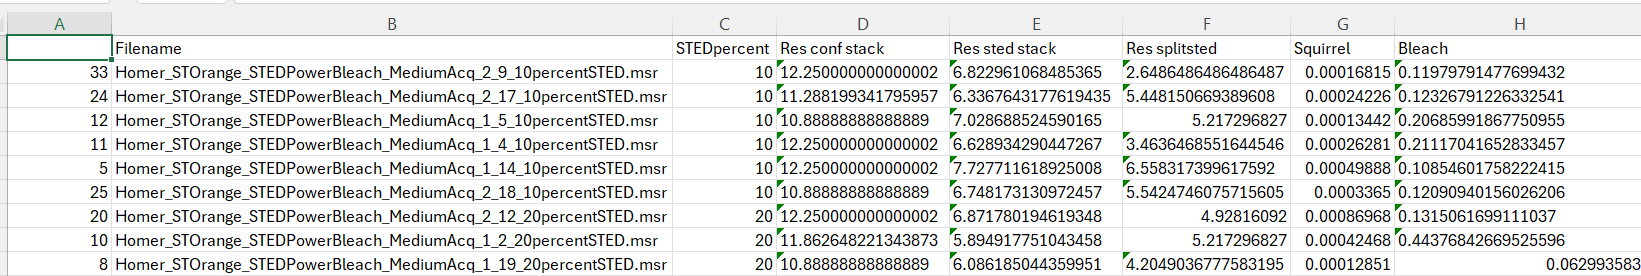 A B C D E F G H
Filename STEDpercent Res conf stack Res sted stack Res splitsted Squirrel Bleach
33 Homer_STOrange_STEDPowerBleach_MediumAcq_2_9_10percentSTED.msr 10 12.250000000000002 6.822961068485365 2.6486486486486487 0.00016815 0.11979791477699432
24 Homer_STOrange_STEDPowerBleach_MediumAcq_2_17_10percentSTED.msr 10 11.288199341795957 6.3367643177619435 5.448150669389608 0.00024226 0.12326791226332541
12 Homer_STOrange_STEDPowerBleach_MediumAcq_1_5_10percentSTED.msr 10 10.88888888888889 7.028688524590165 5.217296827 0.00013442 0.20685991867750955
11 Homer_STOrange_STEDPowerBleach_MediumAcq_1_4_10percentSTED.msr 10 12.250000000000002 6.628934290447267 3.4636468551644546 0.00026281 0.21117041652833457
5 Homer_STOrange_STEDPowerBleach_MediumAcq_1_14_10percentSTED.msr 10 12.250000000000002 7.727711618925008 6.558317399617592 0.00049888 0.10854601758222415
25 Homer_STOrange_STEDPowerBleach_MediumAcq_2_18_10percentSTED.msr 10 10.88888888888889 6.748173130972457 5.5424746075715605 0.0003365 0.12090940156026206
20 Homer_STOrange_STEDPowerBleach_MediumAcq_2_12_20percentSTED.msr 20 12.250000000000002 6.871780194619348 4.92816092 0.00086968 0.1315061699111037
10 Homer_STOrange_STEDPowerBleach_MediumAcq_1_2_20percentSTED.msr 20 11.862648221343873 5.894917751043458 5.217296827 0.00042468 0.44376842669525596
8 Homer_STOrange_STEDPowerBleach_MediumAcq_1_19_20percentSTED.msr 20 10.88888888888889 6.086185044359951 4.2049036777583195 0.00012851 0.062993583